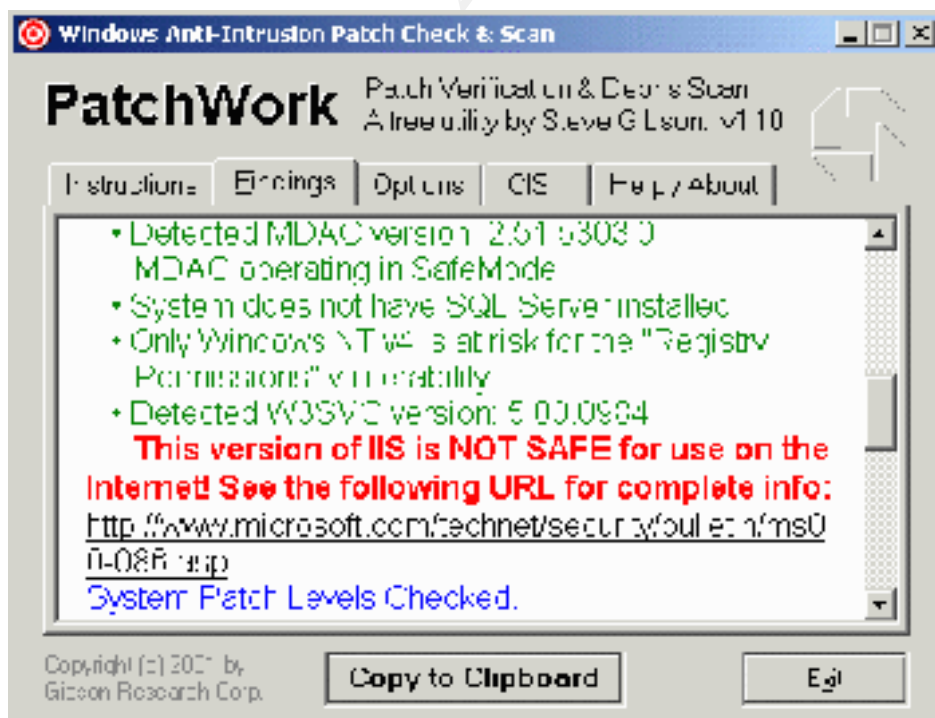 Windows Anti-Intrusion Patch Check & Scan
PatchWork
Patch Verification & Debris Scan
A free utility by Steve Gibson. v1.10
Instructions
Findings
Options
CIS
Help / About
• Detected MDAC version: 2.51.5303.0
MDAC operating in SafeMode
• System does not have SQL Server installed
• Only Windows NT v4 is at risk for the "Registry
Permissions" vulnerability
• Detected W3SVC version: 5.00.0984
This version of IIS is NOT SAFE for use on the
Internet! See the following URL for complete info:
http://www.microsoft.com/technet/security/bulletin/ms0
0-086.asp
System Patch Levels Checked.
Copyright (c) 2001 by
Gibson Research Corp.
Copy to Clipboard
Exit